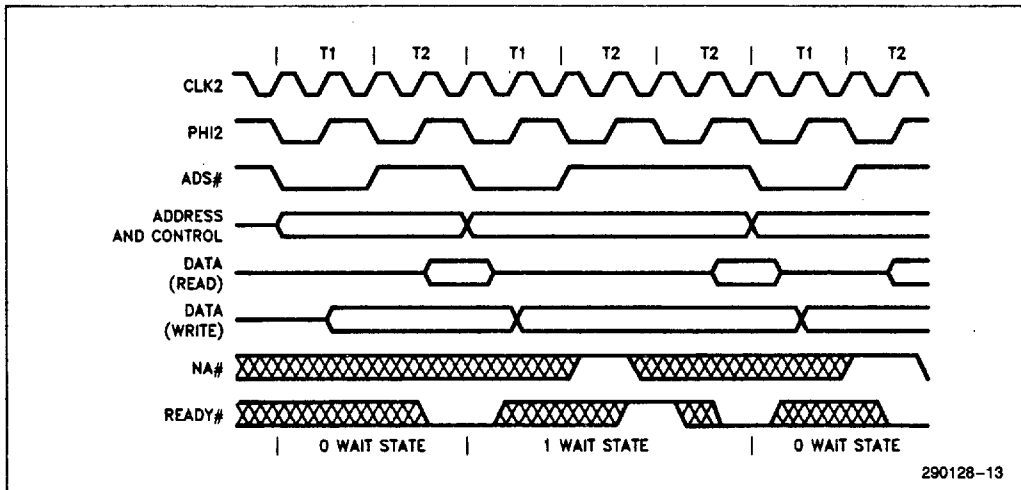 | T1 | T2 | T1 | T2 | T2 | T1 | T2
CLK2
PHI2
ADS#
ADDRESS
AND CONTROL
DATA
(READ)
DATA
(WRITE)
NA#
READY#
| 0 WAIT STATE | 1 WAIT STATE | 0 WAIT STATE
290128-13